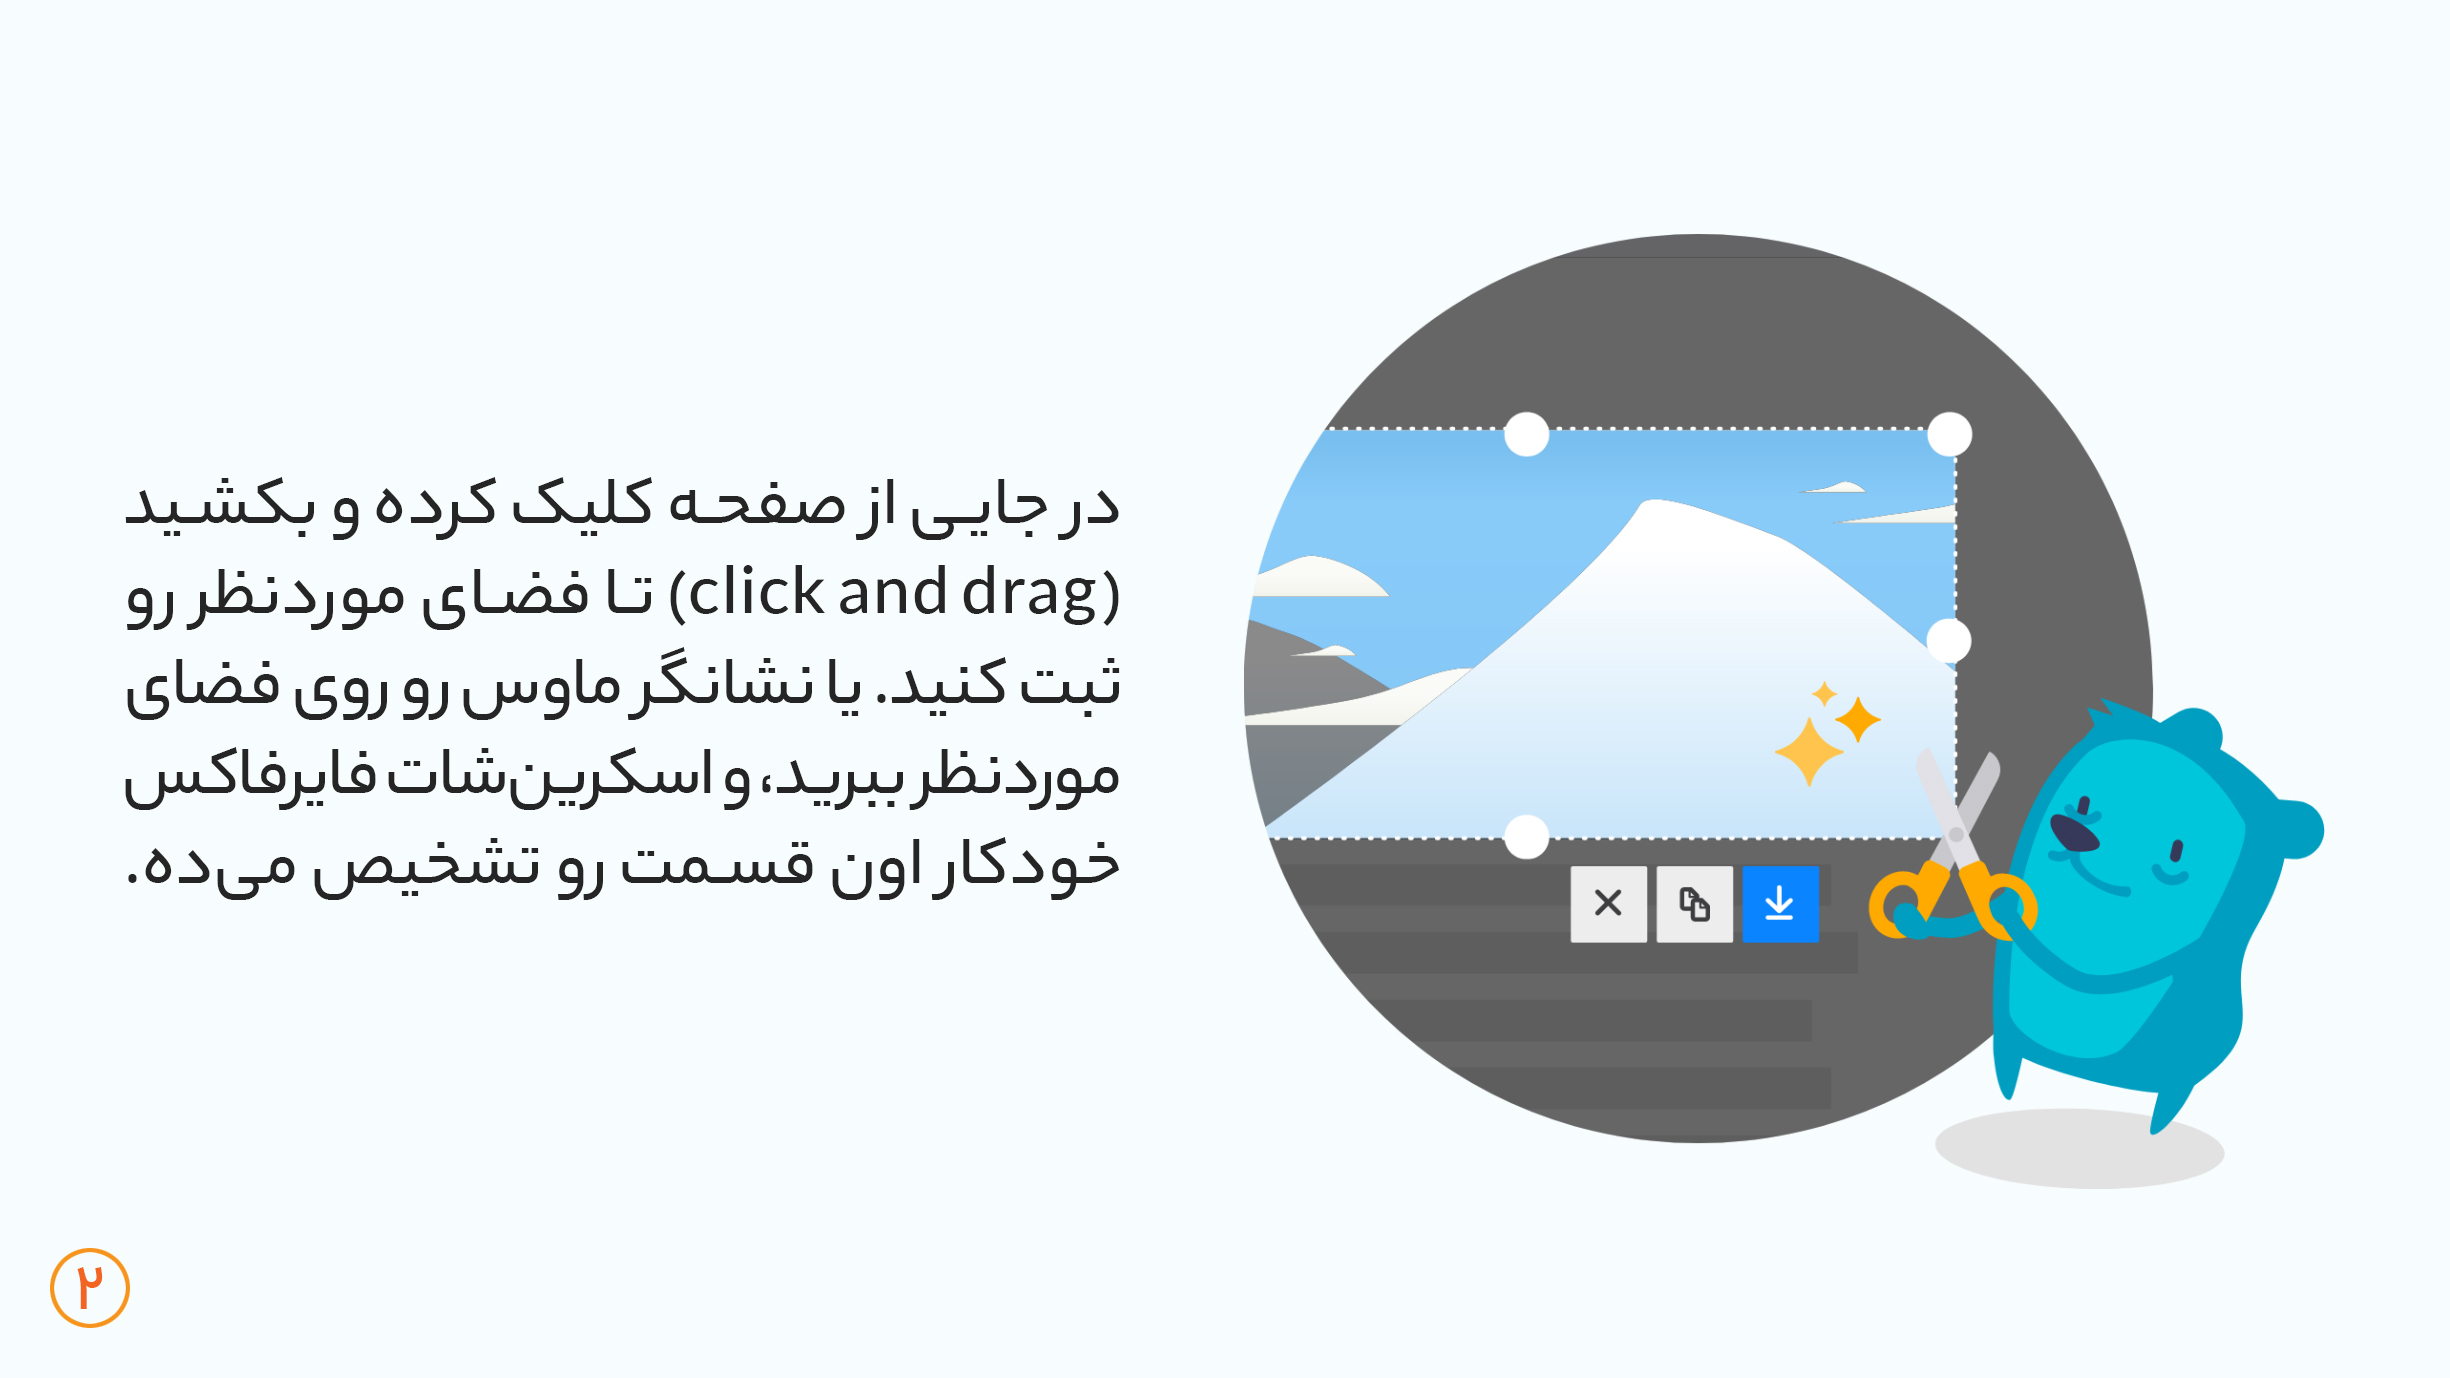 در جایی از صفحه کلیک کرده و بکشید
(click and drag) تا فضای موردنظر رو
ثبت کنید. یا نشانگر ماوس رو روی فضای
موردنظر ببرید، و اسکرین‌شات فایرفاکس
خودکار اون قسمت رو تشخیص می‌ده.
۲